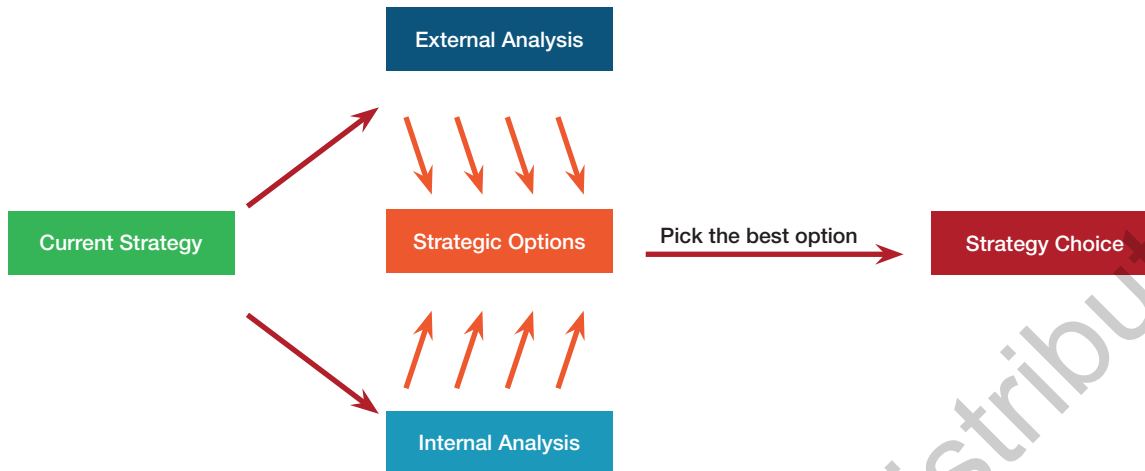 External Analysis
Current Strategy
Strategic Options
Pick the best option
Strategy Choice
Internal Analysis